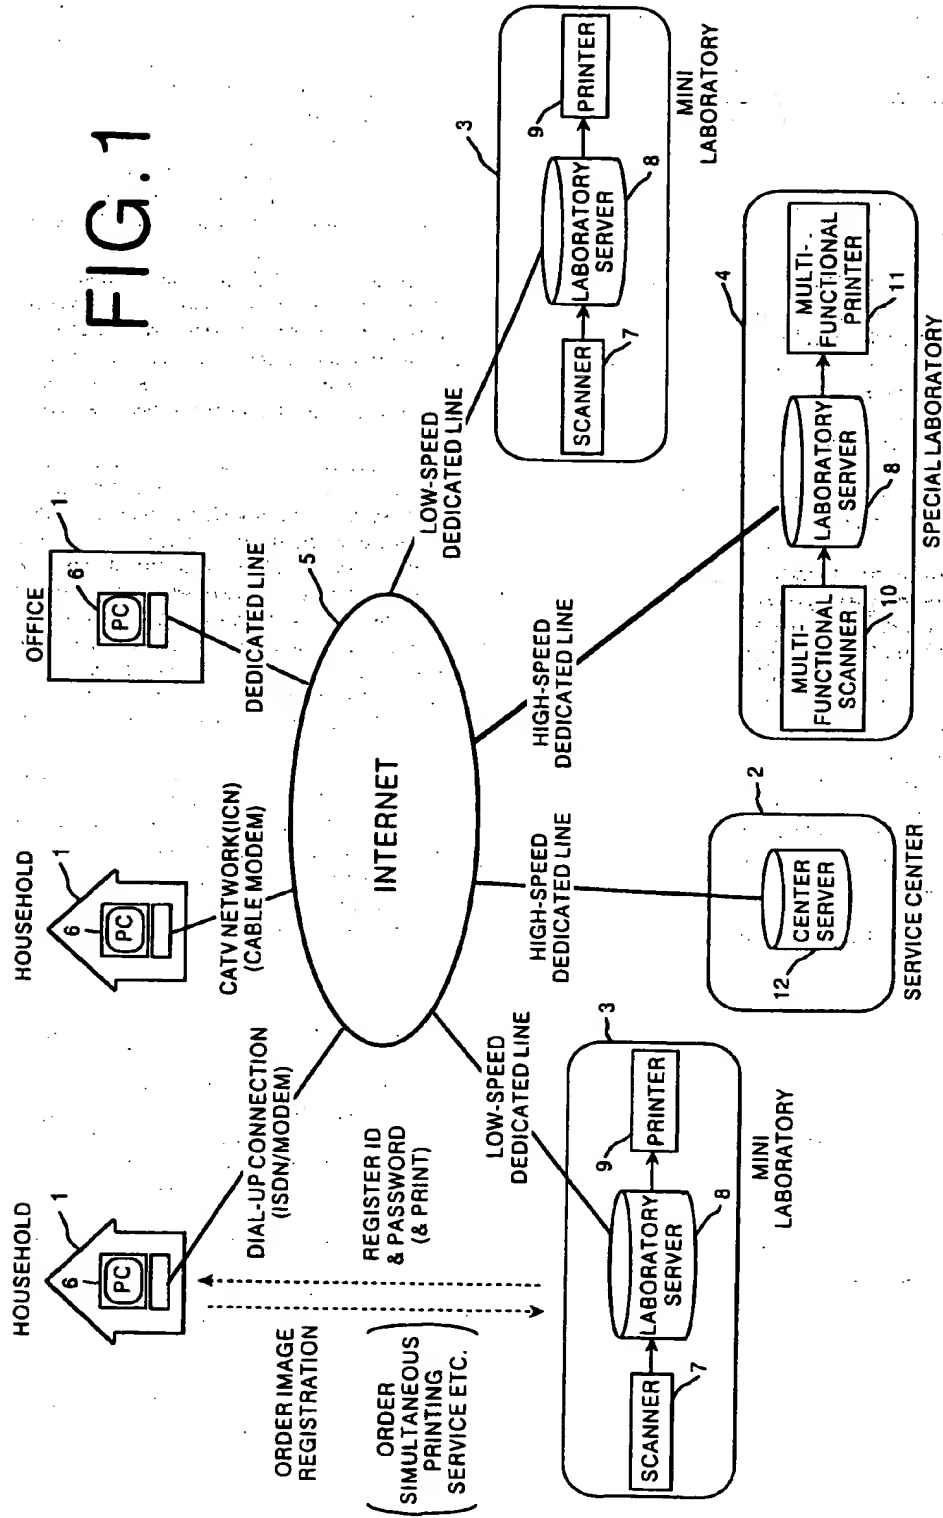 FIG.1
HOUSEHOLD
1
6
PC
HOUSEHOLD
1
6
PC
OFFICE
1
6
PC
DIAL-UP CONNECTION
(ISDN/MODEM)
CATV NETWORK(ICN)
(CABLE MODEM)
DEDICATED LINE
5
INTERNET
ORDER IMAGE
REGISTRATION
ORDER
SIMULTANEOUS
PRINTING
SERVICE ETC.
REGISTER ID
& PASSWORD
(& PRINT)
LOW-SPEED
DEDICATED LINE
HIGH-SPEED
DEDICATED LINE
HIGH-SPEED
DEDICATED LINE
LOW-SPEED
DEDICATED LINE
3
SCANNER
7
LABORATORY
SERVER
8
9
PRINTER
MINI
LABORATORY
2
CENTER
SERVER
12
SERVICE CENTER
4
MULTI-
FUNCTIONAL
SCANNER
10
LABORATORY
SERVER
8
MULTI-
FUNCTIONAL
PRINTER
11
SPECIAL LABORATORY
3
SCANNER
7
LABORATORY
SERVER
8
9
PRINTER
MINI
LABORATORY